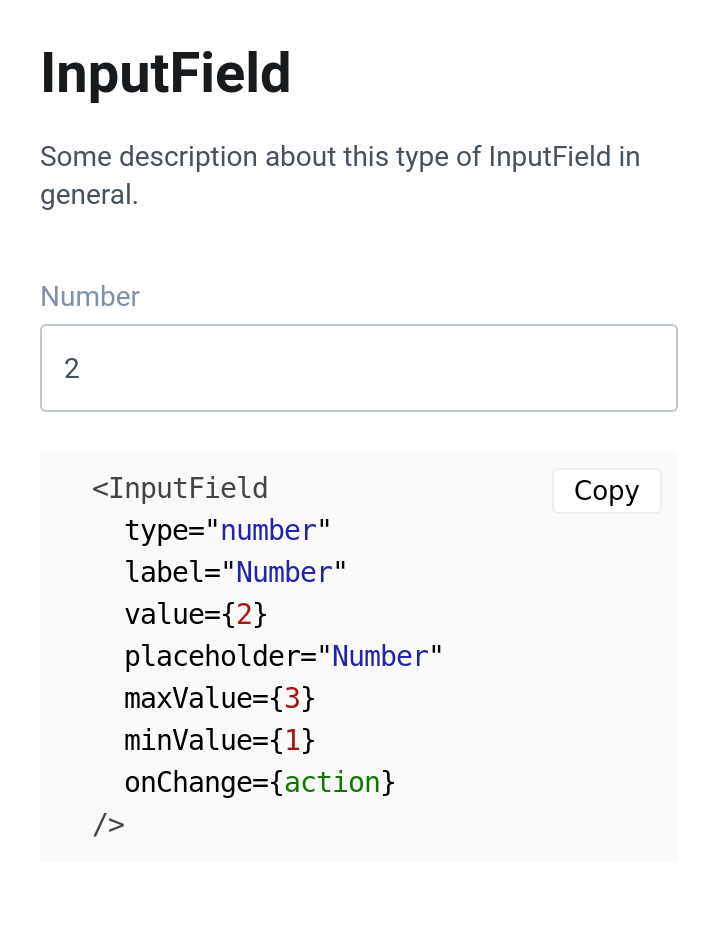 InputField
Some description about this type of InputField in
general.
Number
2
Copy
<InputField
  type="number"
  label="Number"
  value={2}
  placeholder="Number"
  maxValue={3}
  minValue={1}
  onChange={action}
/>